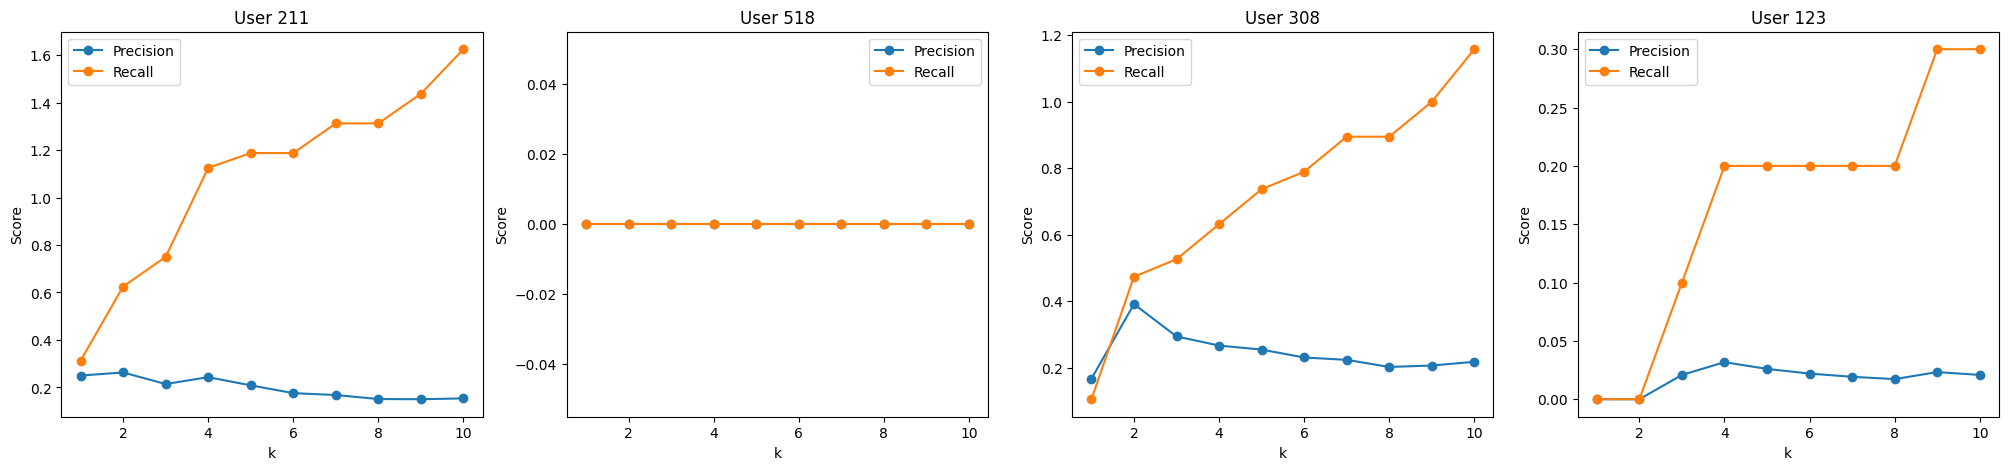 User 211
Precision
Recall
1.6
1.4
1.2
1.0
0.8
0.6
0.4
0.2
Score
2
4
6
8
10
k
User 518
Precision
Recall
0.04
0.02
0.00
−0.02
−0.04
Score
2
4
6
8
10
k
User 308
Precision
Recall
1.2
1.0
0.8
0.6
0.4
0.2
Score
2
4
6
8
10
k
User 123
Precision
Recall
0.30
0.25
0.20
0.15
0.10
0.05
0.00
Score
2
4
6
8
10
k